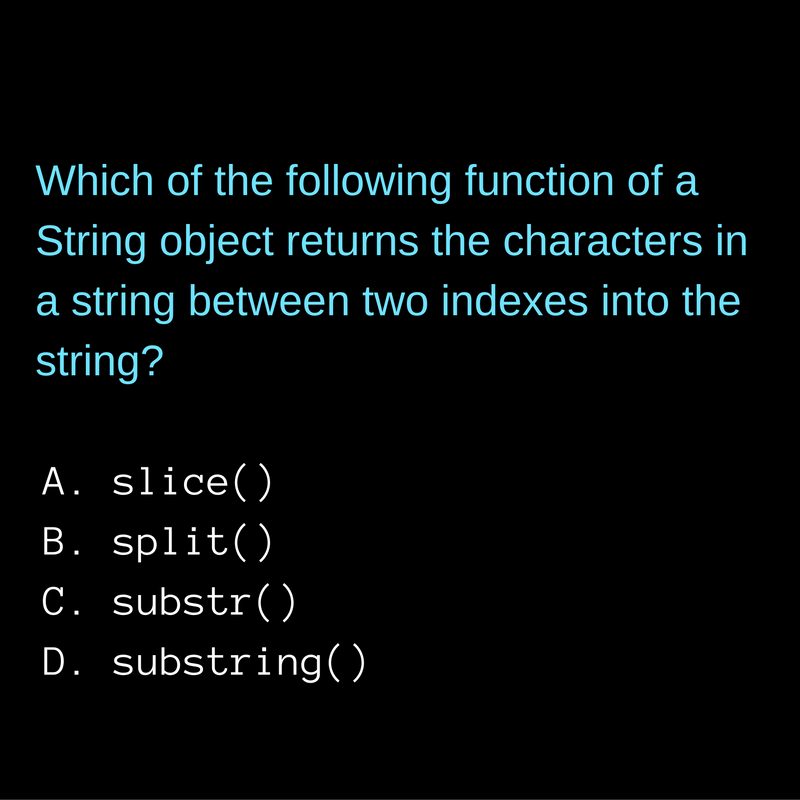 Which of the following function of a
String object returns the characters in
a string between two indexes into the
string?
A. slice()
B. split()
C. substr()
D. substring()